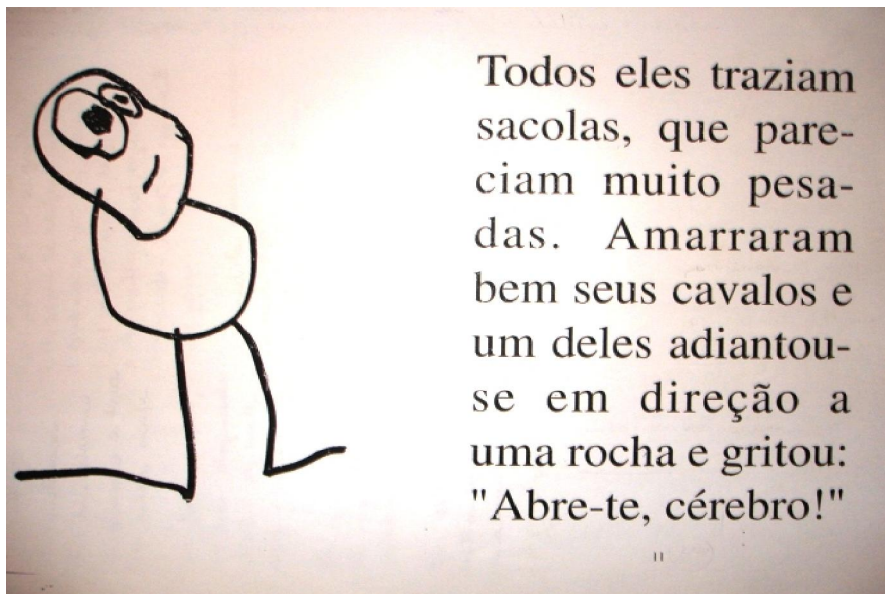 Todos eles traziam
sacolas, que pare-
ciam muito pesa-
das. Amarraram
bem seus cavalos e
um deles adiantou-
se em direção a
uma rocha e gritou:
"Abre-te, cérebro!"
11